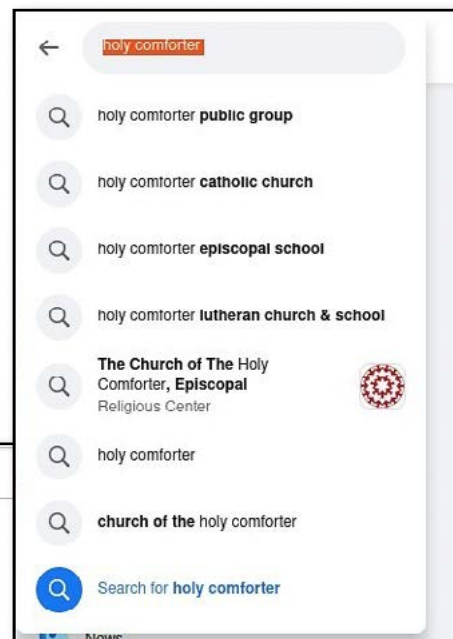 holy comforter
holy comforter public group
holy comforter catholic church
holy comforter episcopal school
holy comforter lutheran church & school
The Church of The Holy
Comforter, Episcopal
Religious Center
holy comforter
church of the holy comforter
Search for holy comforter
News